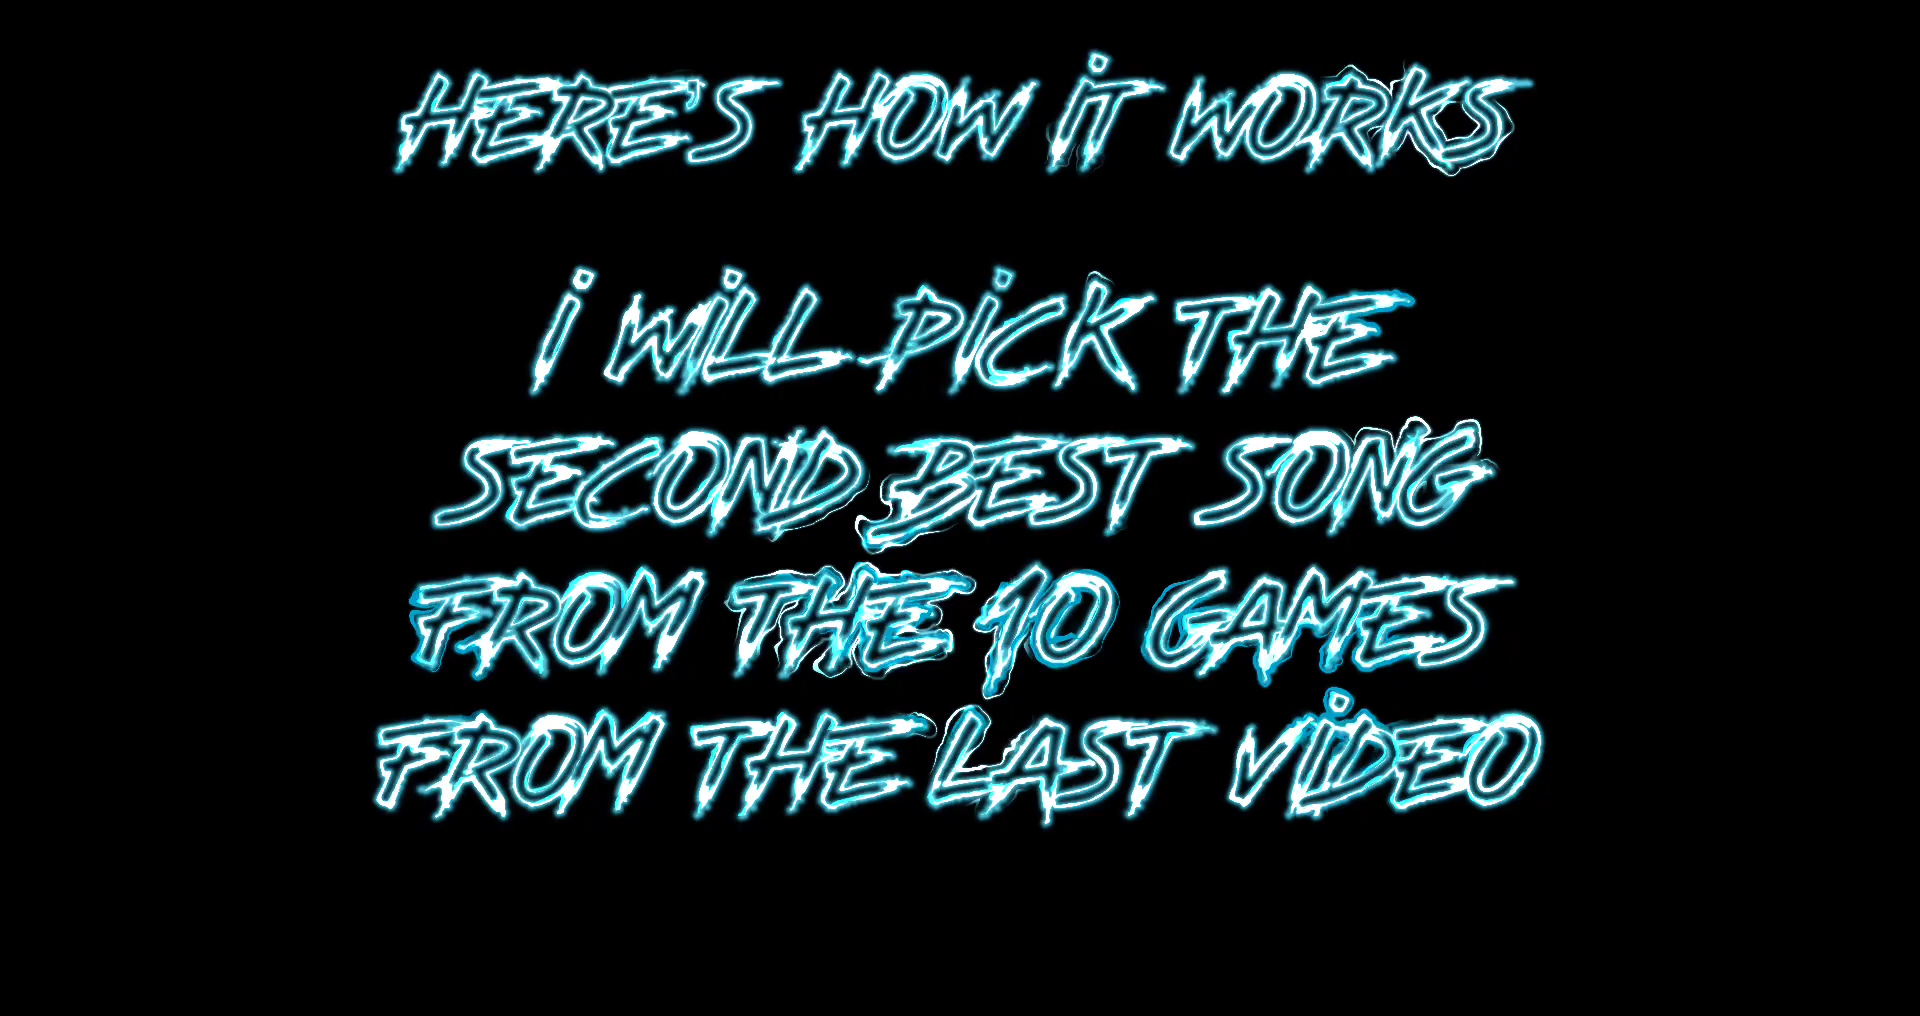 HERE'S HOW iT WORKS
i WiLL PiCK THE
SECOND BEST SONG
FROM THE 10 GAMES
FROM THE LAST ViDEO